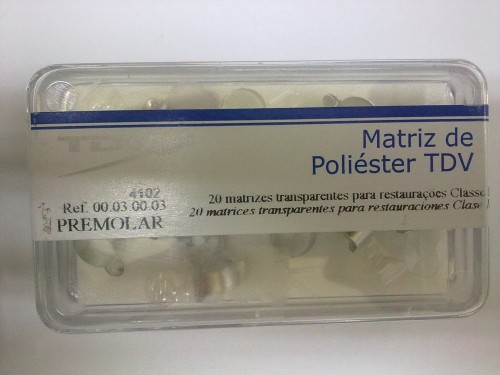 TDV
Matriz de
Poliéster TDV
4102
Ref. 00.03.00.03
PREMOLAR
20 matrizes transparentes para restaurações Classe
20 matrices transparentes para restauraciones Clase